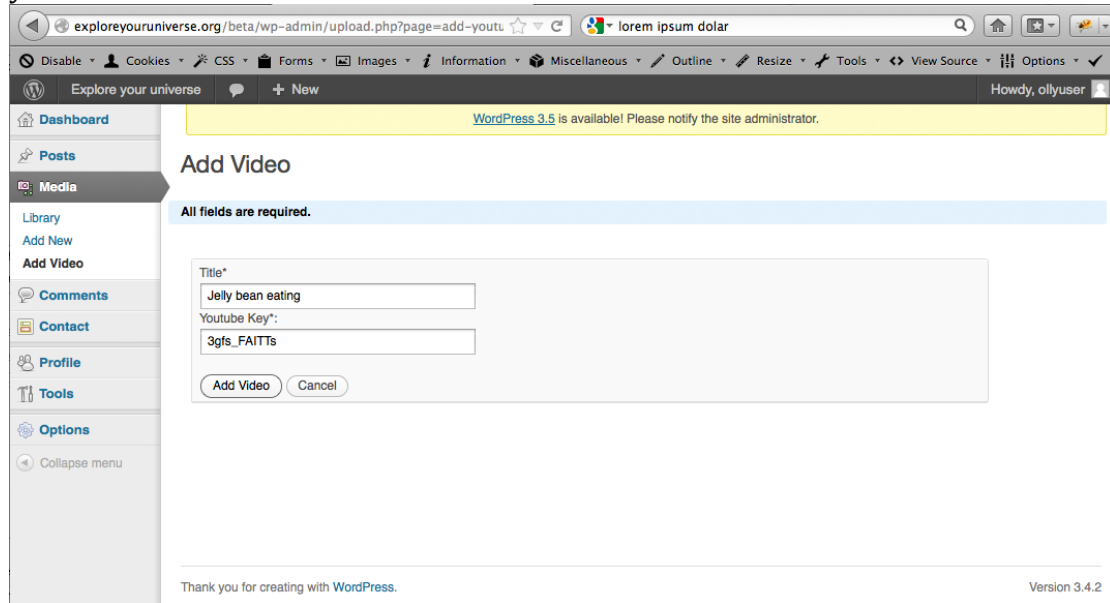 exploreyouruniverse.org/beta/wp-admin/upload.php?page=add-youtu lorem ipsum dolar
Disable Cookies CSS Forms Images Information Miscellaneous Outline Resize Tools View Source Options
Explore your universe + New Howdy, ollyuser
Dashboard
WordPress 3.5 is available! Please notify the site administrator.
Posts
Add Video
Media
All fields are required.
Library
Add New
Add Video
Title*
Jelly bean eating
Comments
Youtube Key*:
Contact
3gfs_FAITTs
Profile
Add Video Cancel
Tools
Options
Collapse menu
Thank you for creating with WordPress. Version 3.4.2